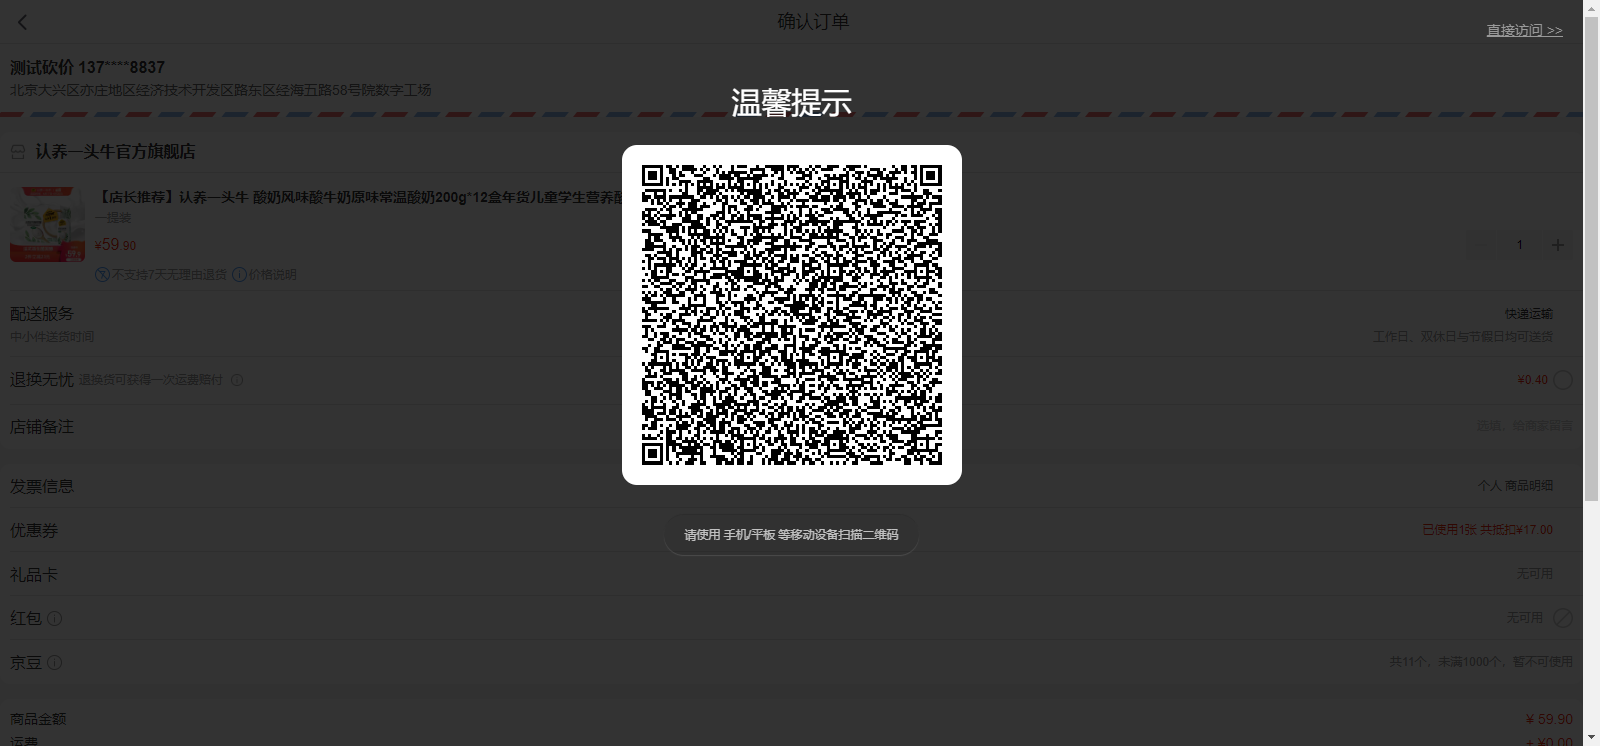 确认订单
直接访问 >>
测试砍价 137****8837
北京大兴区亦庄地区经济技术开发区路东区经海五路58号院数字工场
温馨提示
认养一头牛官方旗舰店
【店长推荐】认养一头牛 酸奶风味酸牛奶原味常温酸奶200g*12盒年货儿童学生营养
一提装
¥59.90
1
不支持7天无理由退货 价格说明
配送服务
快递运输
中小件送货时间
工作日、双休日与节假日均可送货
退换无忧 退换货可获得一次运费赔付
¥0.40
店铺备注
选填，给商家留言
发票信息
个人 商品明细
优惠券
已使用1张 共抵扣¥17.00
请使用 手机/平板 等移动设备扫描二维码
礼品卡
无可用
红包
无可用
京豆
共11个，未满1000个，暂不可使用
商品金额
¥ 59.90
运费
+ ¥0.00